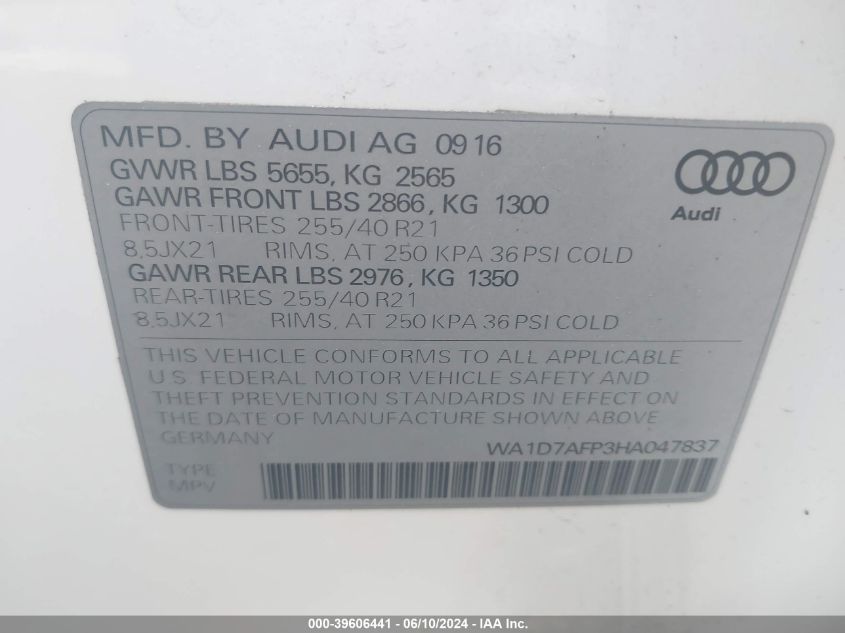 MFD. BY AUDI AG 09 16
GVWR LBS 5655, KG 2565
GAWR FRONT LBS 2866, KG 1300
FRONT-TIRES 255/40 R21
8,5JX21 RIMS, AT 250 KPA 36 PSI COLD
GAWR REAR LBS 2976, KG 1350
REAR-TIRES 255/40 R21
8,5JX21 RIMS, AT 250 KPA 36 PSI COLD
Audi
THIS VEHICLE CONFORMS TO ALL APPLICABLE
U.S. FEDERAL MOTOR VEHICLE SAFETY AND
THEFT PREVENTION STANDARDS IN EFFECT ON
THE DATE OF MANUFACTURE SHOWN ABOVE
GERMANY WA1D7AFP3HA047837
TYPE
MPV
000-39606441 - 06/10/2024 - IAA Inc.